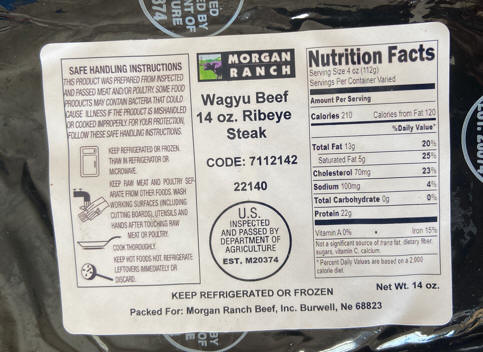 SAFE HANDLING INSTRUCTIONS
THIS PRODUCT WAS PREPARED FROM INSPECTED
AND PASSED MEAT AND/OR POULTRY. SOME FOOD
PRODUCTS MAY CONTAIN BACTERIA THAT COULD
CAUSE ILLNESS IF THE PRODUCT IS MISHANDLED
OR COOKED IMPROPERLY. FOR YOUR PROTECTION,
FOLLOW THESE SAFE HANDLING INSTRUCTIONS.
KEEP REFRIGERATED OR FROZEN.
THAW IN REFRIGERATOR OR
MICROWAVE.
KEEP RAW MEAT AND POULTRY SEP-
ARATE FROM OTHER FOODS. WASH
WORKING SURFACES (INCLUDING
CUTTING BOARDS), UTENSILS AND
HANDS AFTER TOUCHING RAW
MEAT OR POULTRY.
COOK THOROUGHLY.
KEEP HOT FOODS HOT. REFRIGERATE
LEFTOVERS IMMEDIATELY OR
DISCARD.
MORGAN
RANCH
Wagyu Beef
14 oz. Ribeye
Steak
CODE: 7112142
22140
U.S.
INSPECTED
AND PASSED BY
DEPARTMENT OF
AGRICULTURE
EST. M20374
Nutrition Facts
Serving Size 4 oz (112g)
Servings Per Container Varied
Amount Per Serving
Calories 210 Calories from Fat 120
%Daily Value*
Total Fat 13g 20%
Saturated Fat 5g 25%
Cholesterol 70mg 23%
Sodium 100mg 4%
Total Carbohydrate 0g 0%
Protein 22g
Vitamin A 0% • Iron 15%
Not a significant source of trans fat, dietary fiber,
sugars, vitamin C, calcium.
* Percent Daily Values are based on a 2,000
calorie diet.
Net Wt. 14 oz.
KEEP REFRIGERATED OR FROZEN
Packed For: Morgan Ranch Beef, Inc. Burwell, Ne 68823